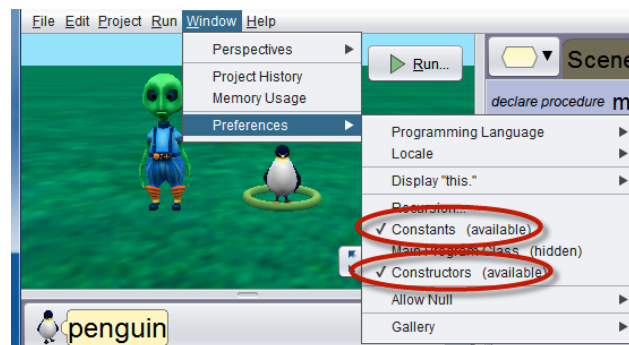 File Edit Project Run Window Help
Perspectives
Project History
Memory Usage
Preferences
Run...
Scene
declare procedure m
Programming Language
Locale
Display "this."
Recursion...
✓ Constants (available)
Main Program Class (hidden)
✓ Constructors (available)
Allow Null
Gallery
penguin